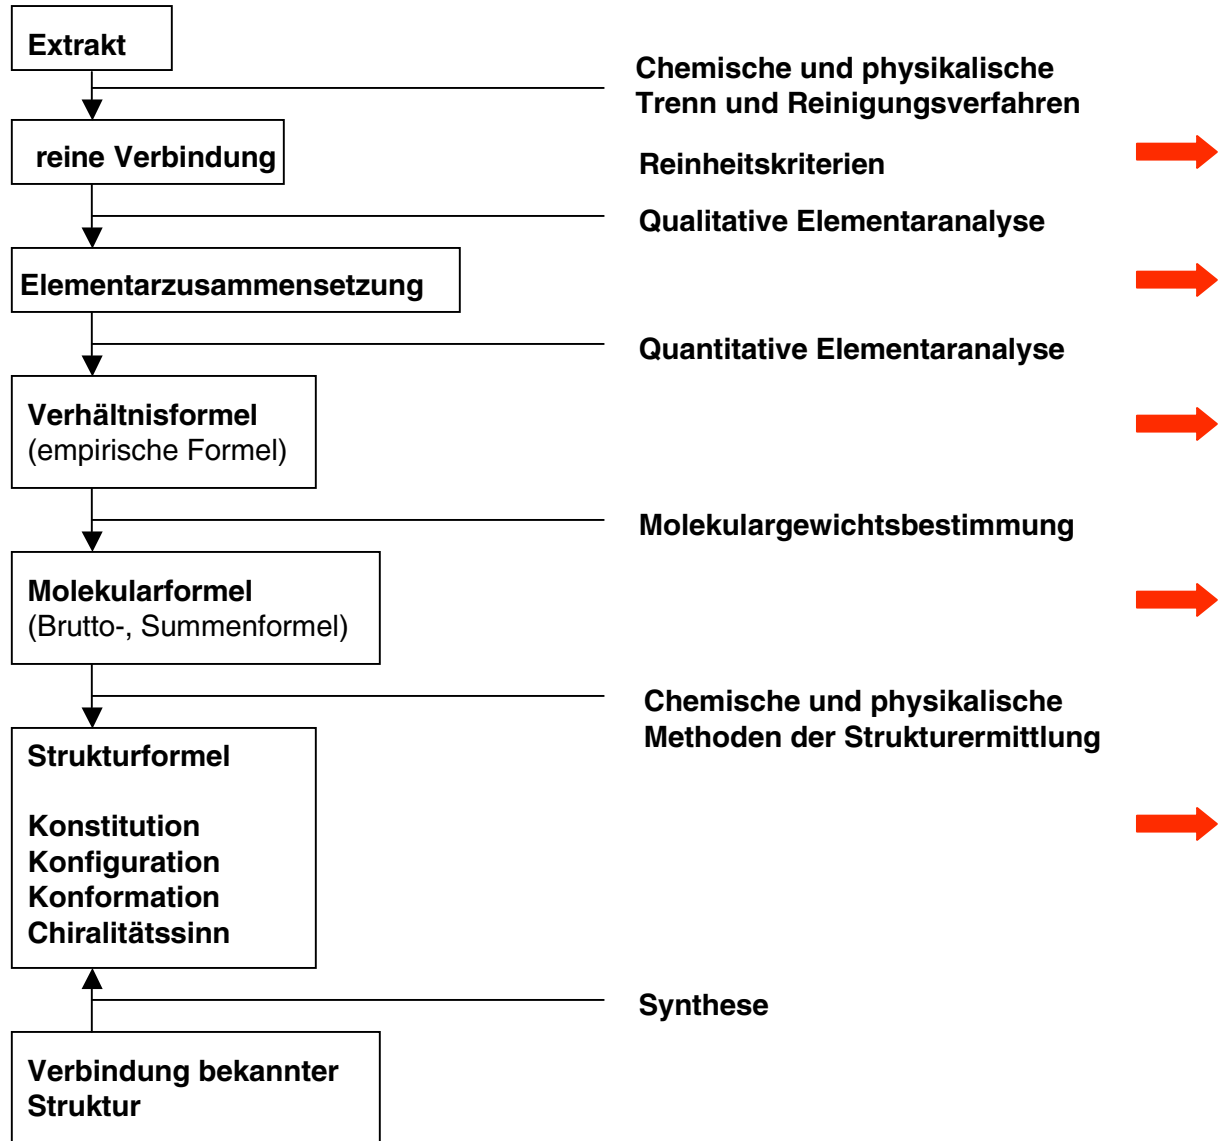 Extrakt
Chemische und physikalische
Trenn und Reinigungsverfahren
reine Verbindung
Reinheitskriterien
Qualitative Elementaranalyse
Elementarzusammensetzung
Quantitative Elementaranalyse
Verhältnisformel
(empirische Formel)
Molekulargewichtsbestimmung
Molekularformel
(Brutto-, Summenformel)
Chemische und physikalische
Methoden der Strukturermittlung
Strukturformel
Konstitution
Konfiguration
Konformation
Chiralitätssinn
Synthese
Verbindung bekannter
Struktur